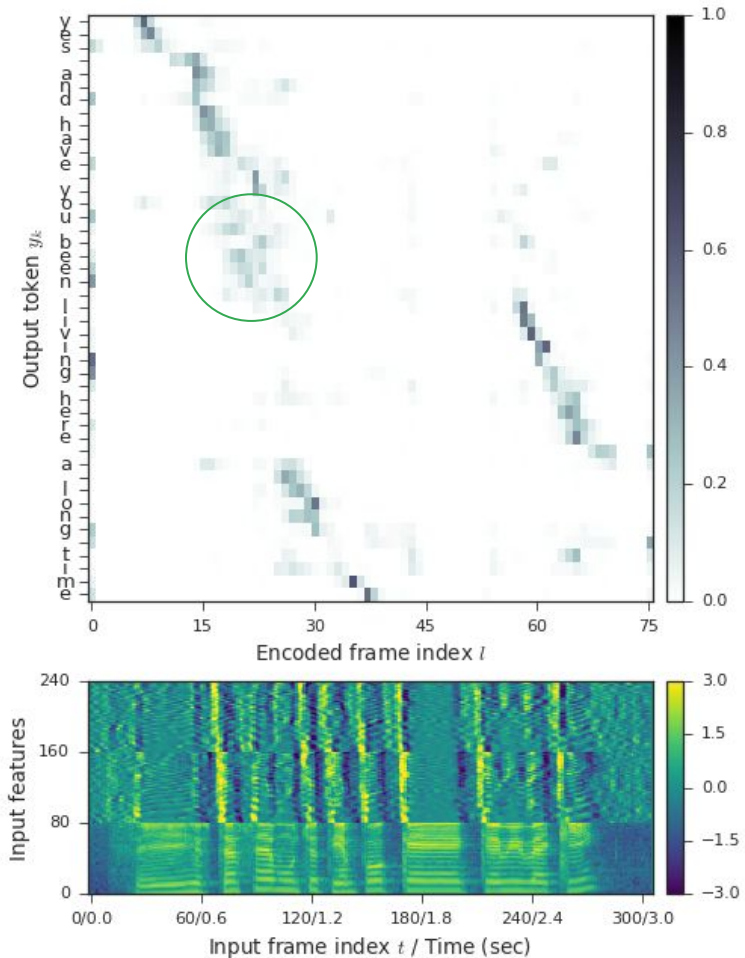 y
e
s
a
n
d
h
a
v
e
y
o
u
b
e
e
n
l
i
v
i
n
g
h
e
r
e
a
l
o
n
g
t
i
m
e
Output token y_k
0 15 30 45 60 75
Encoded frame index l
1.0
0.8
0.6
0.4
0.2
0.0
240
160
80
0
Input features
0/0.0 60/0.6 120/1.2 180/1.8 240/2.4 300/3.0
Input frame index t / Time (sec)
3.0
1.5
0.0
−1.5
−3.0